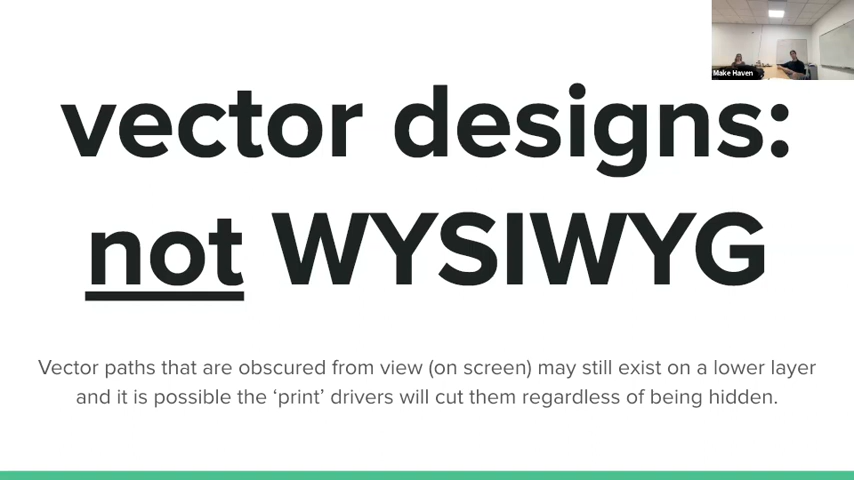 Make Haven
vector designs:
not WYSIWYG
Vector paths that are obscured from view (on screen) may still exist on a lower layer
and it is possible the ‘print’ drivers will cut them regardless of being hidden.